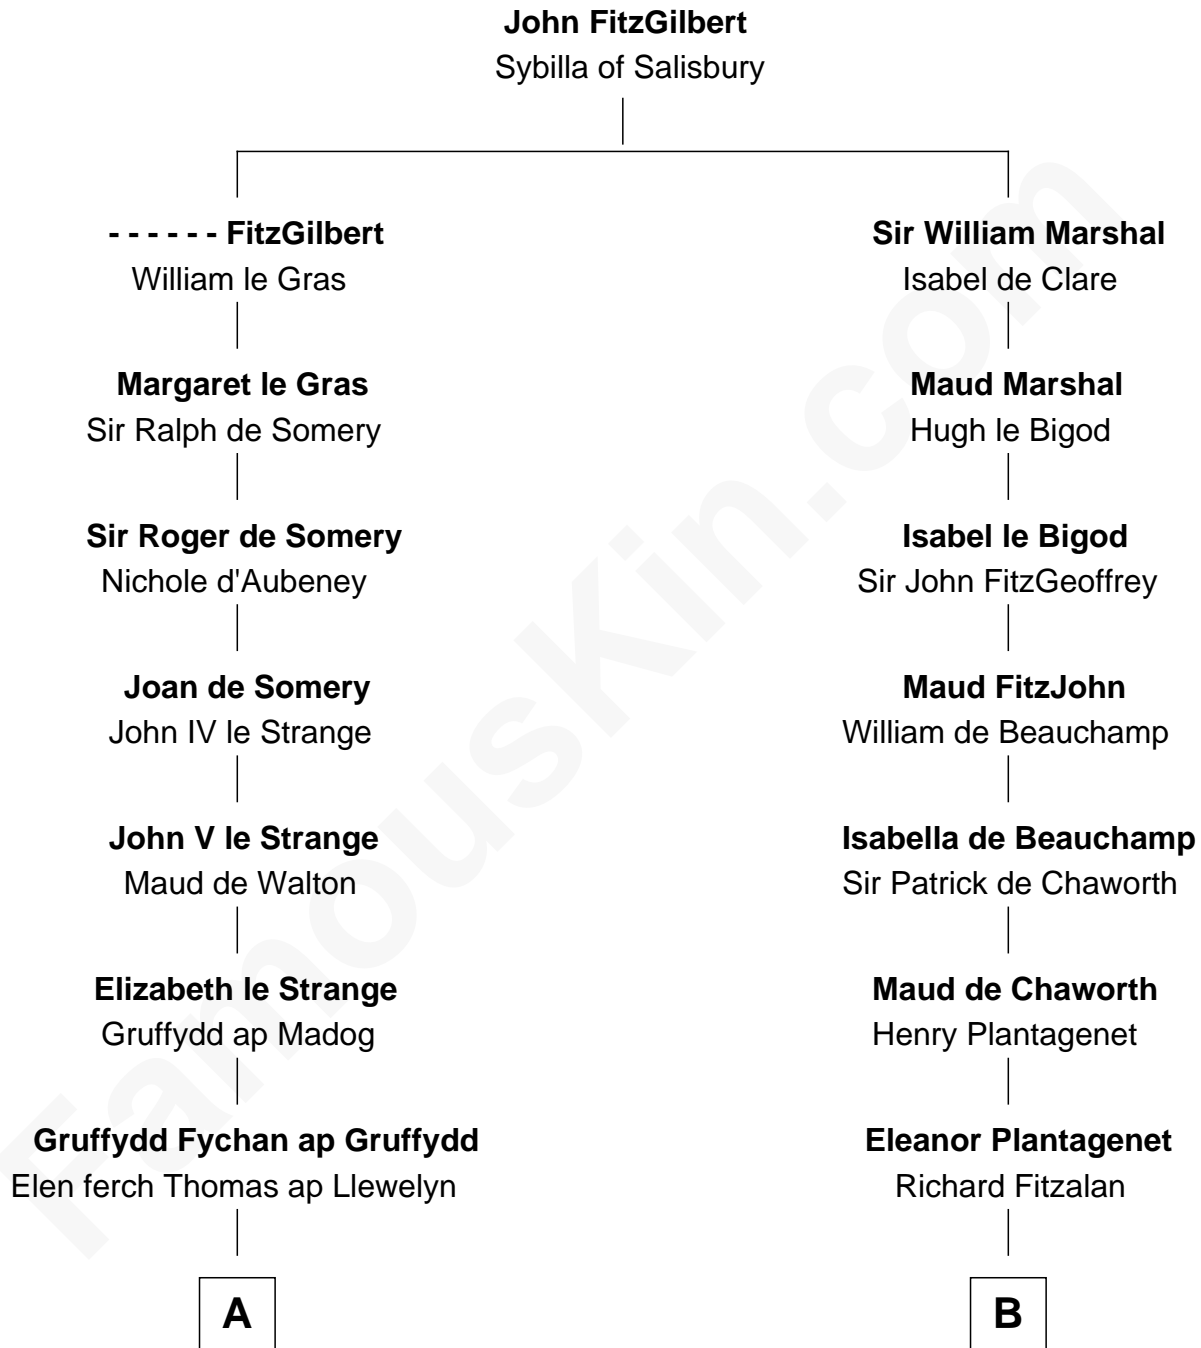 John FitzGilbert
Sybilla of Salisbury
- - - - - - FitzGilbert
William le Gras
Sir William Marshal
Isabel de Clare
Margaret le Gras
Sir Ralph de Somery
Maud Marshal
Hugh le Bigod
Sir Roger de Somery
Nichole d'Aubeney
Isabel le Bigod
Sir John FitzGeoffrey
Joan de Somery
John IV le Strange
Maud FitzJohn
William de Beauchamp
John V le Strange
Maud de Walton
Isabella de Beauchamp
Sir Patrick de Chaworth
Elizabeth le Strange
Gruffydd ap Madog
Maud de Chaworth
Henry Plantagenet
Gruffydd Fychan ap Gruffydd
Elen ferch Thomas ap Llewelyn
Eleanor Plantagenet
Richard Fitzalan
A
B
FamousKin.com